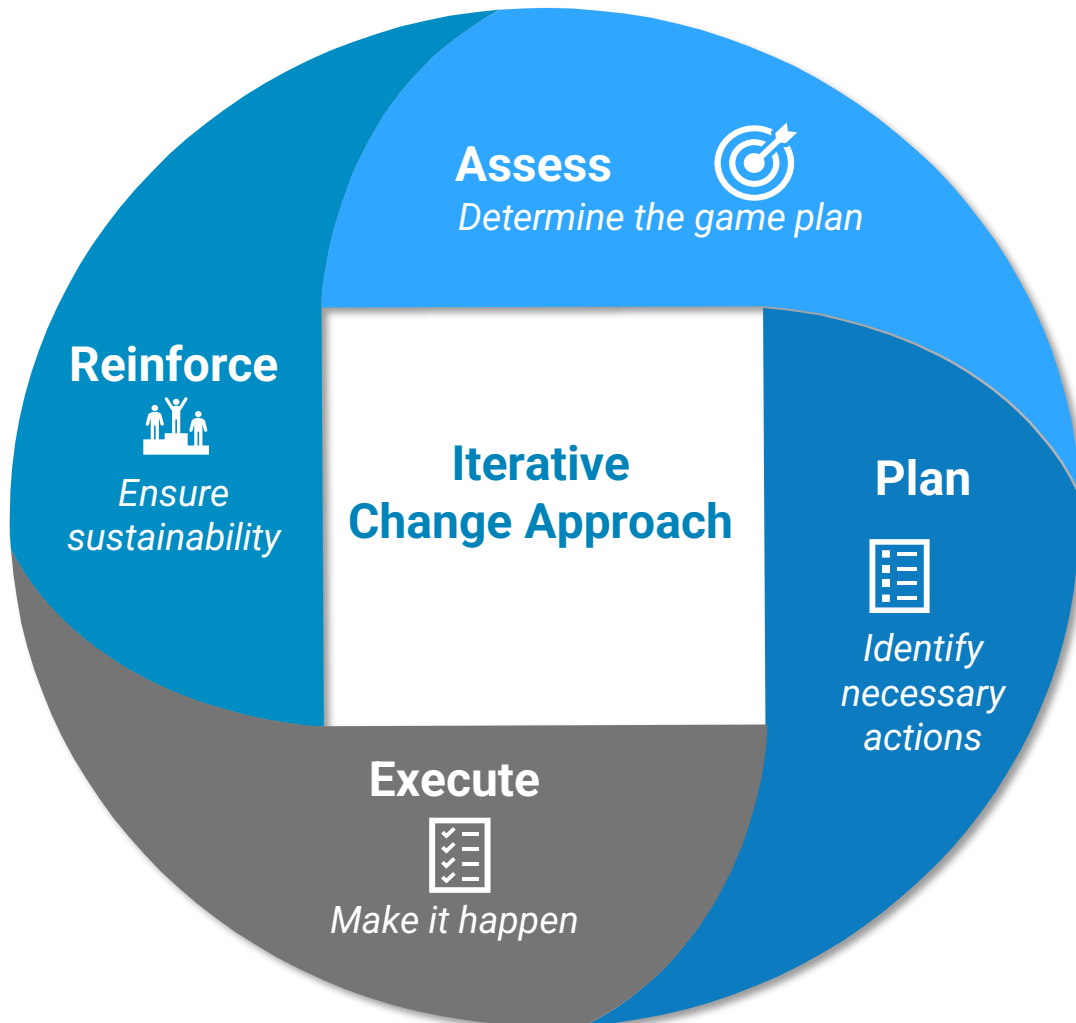 Assess
Determine the game plan
Plan
Identify
necessary
actions
Execute
Make it happen
Reinforce
Ensure
sustainability
Iterative
Change Approach